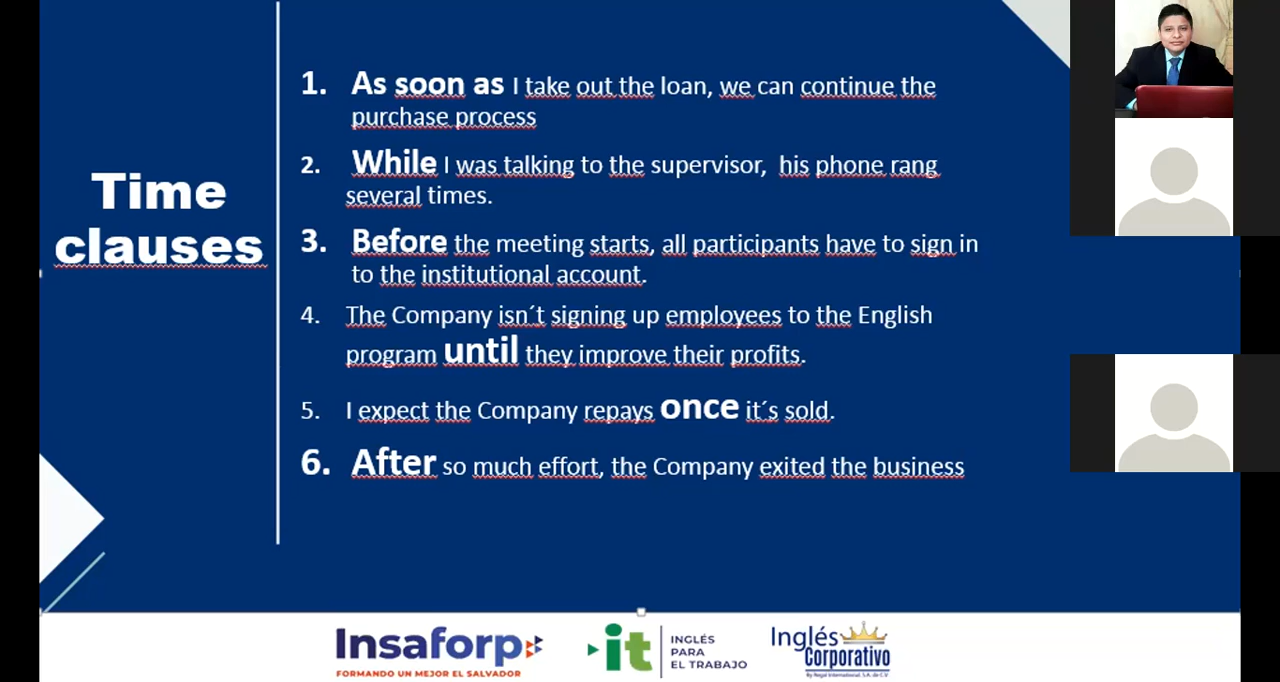 Time
clauses
1. As soon as I take out the loan, we can continue the
purchase process
2. While I was talking to the supervisor, his phone rang
several times.
3. Before the meeting starts, all participants have to sign in
to the institutional account.
4. The Company isn´t signing up employees to the English
program until they improve their profits.
5. I expect the Company repays once it´s sold.
6. After so much effort, the Company exited the business
Insaforp
FORMANDO UN MEJOR EL SALVADOR
it
INGLÉS
PARA
EL TRABAJO
Inglés
Corporativo
By Regal International, S.A. de C.V